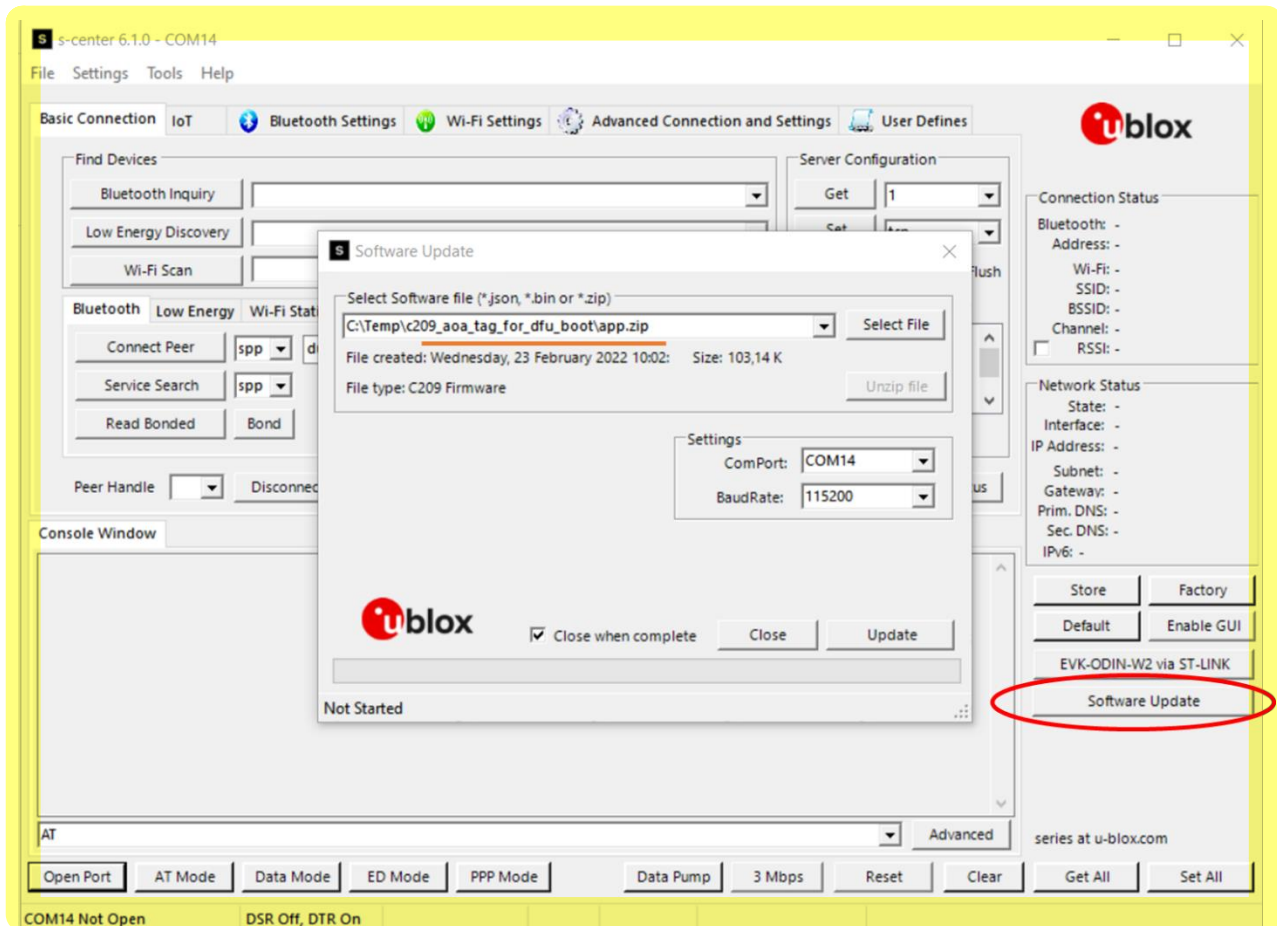 s-center 6.1.0 - COM14
File Settings Tools Help
Basic Connection IoT Bluetooth Settings Wi-Fi Settings Advanced Connection and Settings User Defines
ublox
Find Devices
Bluetooth Inquiry
Low Energy Discovery
Wi-Fi Scan
Server Configuration
Get 1
Set
Flush
Connection Status
Bluetooth: -
Address: -
Wi-Fi: -
SSID: -
BSSID: -
Channel: -
RSSI: -
Bluetooth Low Energy Wi-Fi Stati
Connect Peer spp d
Service Search spp
Read Bonded Bond
Peer Handle Disconnec
us
Software Update
Select Software file (*.json, *.bin or *.zip)
C:\Temp\c209_aoa_tag_for_dfu_boot\app.zip Select File
File created: Wednesday, 23 February 2022 10:02: Size: 103,14 K
File type: C209 Firmware Unzip file
Settings
ComPort: COM14
BaudRate: 115200
ublox
Close when complete Close Update
Not Started
Network Status
State: -
Interface: -
IP Address: -
Subnet: -
Gateway: -
Prim. DNS: -
Sec. DNS: -
IPv6: -
Console Window
Store Factory
Default Enable GUI
EVK-ODIN-W2 via ST-LINK
Software Update
AT Advanced
series at u-blox.com
Open Port AT Mode Data Mode ED Mode PPP Mode Data Pump 3 Mbps Reset Clear Get All Set All
COM14 Not Open DSR Off, DTR On